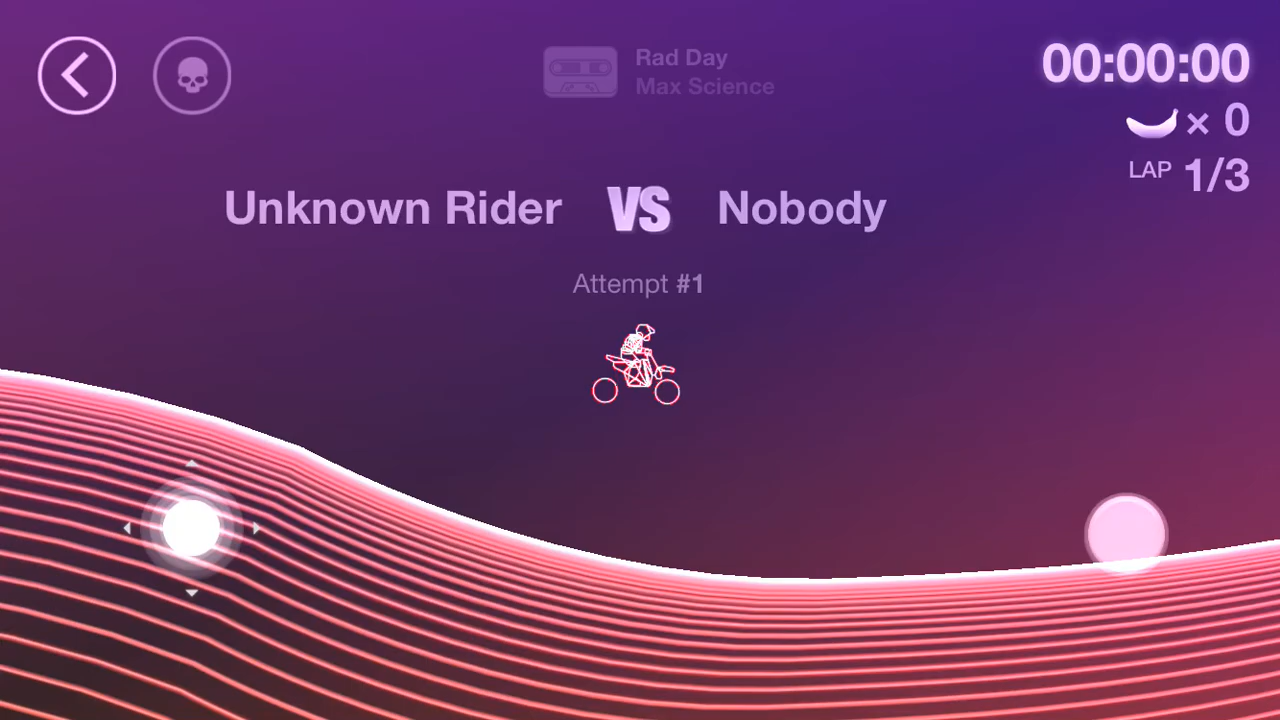 Rad Day
Max Science
00:00:00
× 0
LAP 1/3
Unknown Rider VS Nobody
Attempt #1